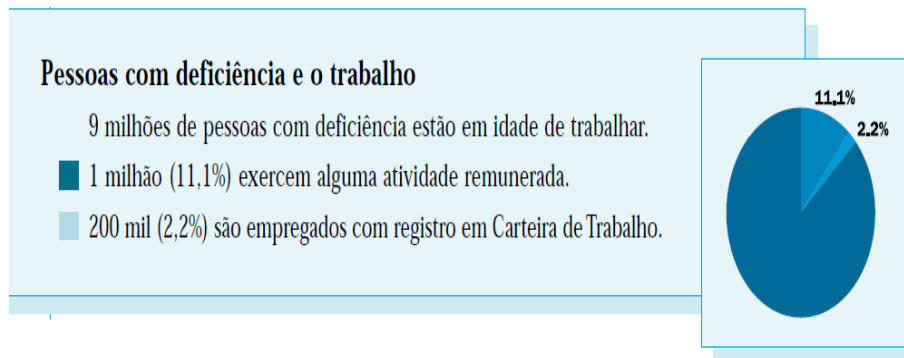 Pessoas com deficiência e o trabalho
9 milhões de pessoas com deficiência estão em idade de trabalhar.
1 milhão (11,1%) exercem alguma atividade remunerada.
200 mil (2,2%) são empregados com registro em Carteira de Trabalho.
11,1%
2,2%